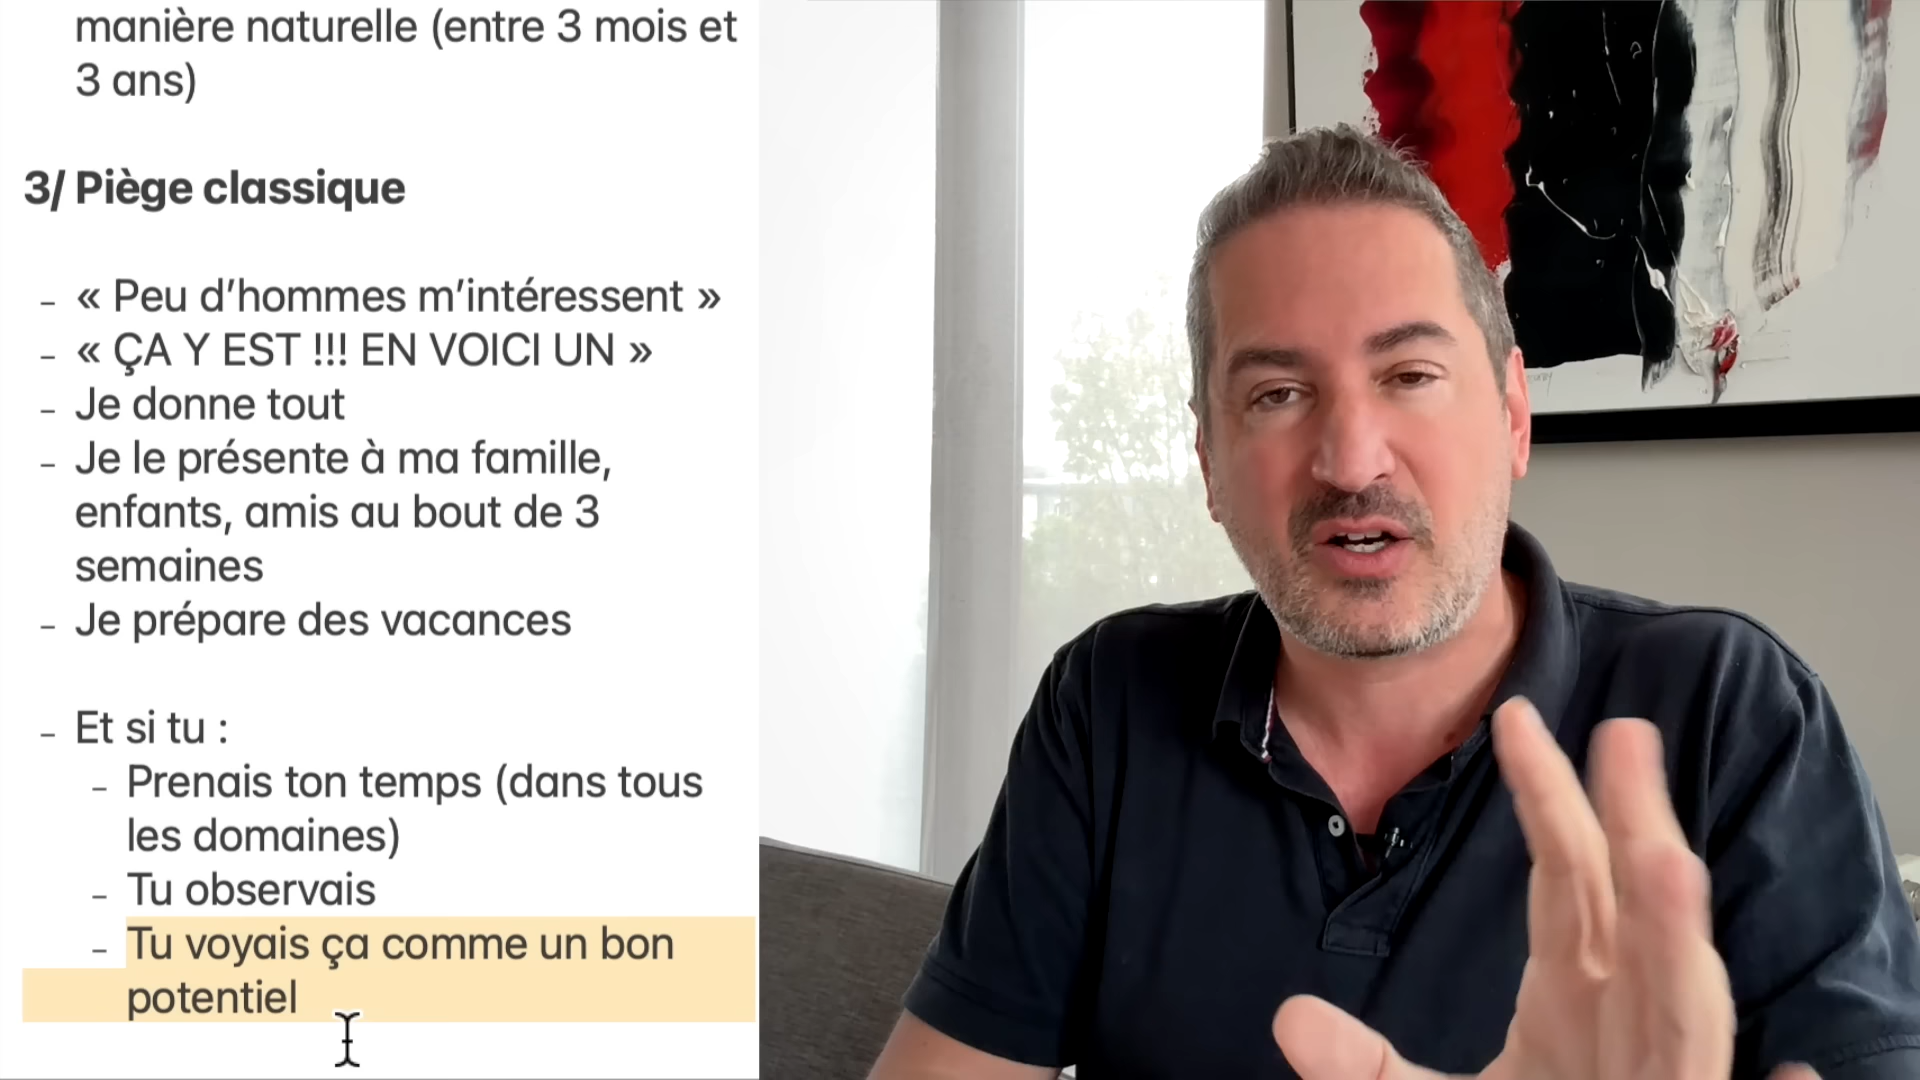 manière naturelle (entre 3 mois et
3 ans)
3/ Piège classique
- « Peu d’hommes m’intéressent »
- « ÇA Y EST !!! EN VOICI UN »
- Je donne tout
- Je le présente à ma famille,
enfants, amis au bout de 3
semaines
- Je prépare des vacances
- Et si tu :
- Prenais ton temps (dans tous
les domaines)
- Tu observais
- Tu voyais ça comme un bon
potentiel